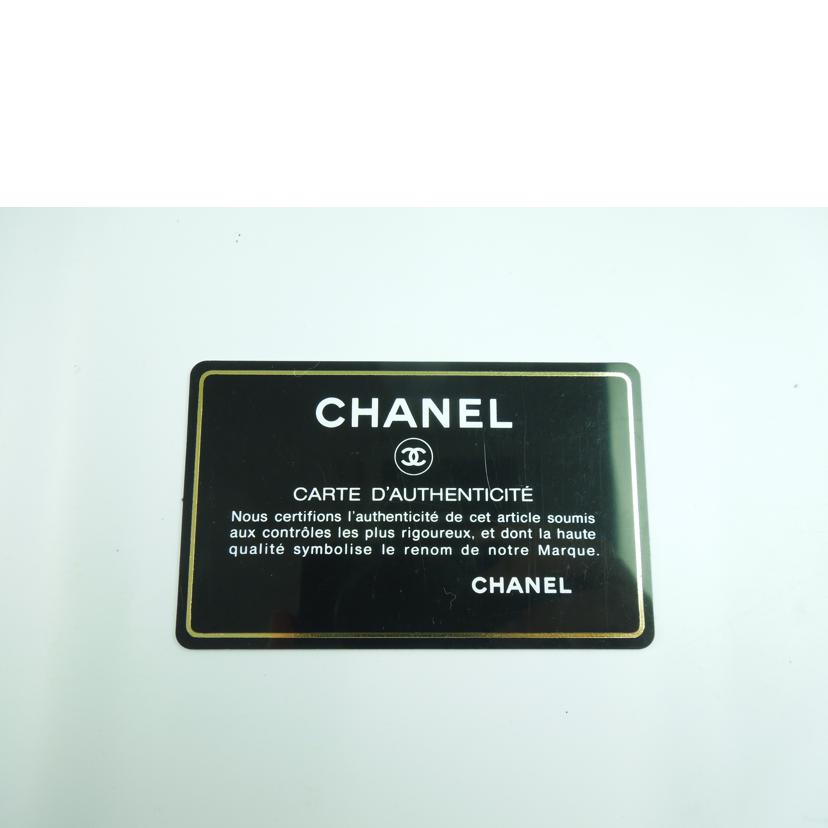 CHANEL
CARTE D'AUTHENTICITÉ
Nous certifions l'authenticité de cet article soumis
aux contrôles les plus rigoureux, et dont la haute
qualité symbolise le renom de notre Marque.
CHANEL